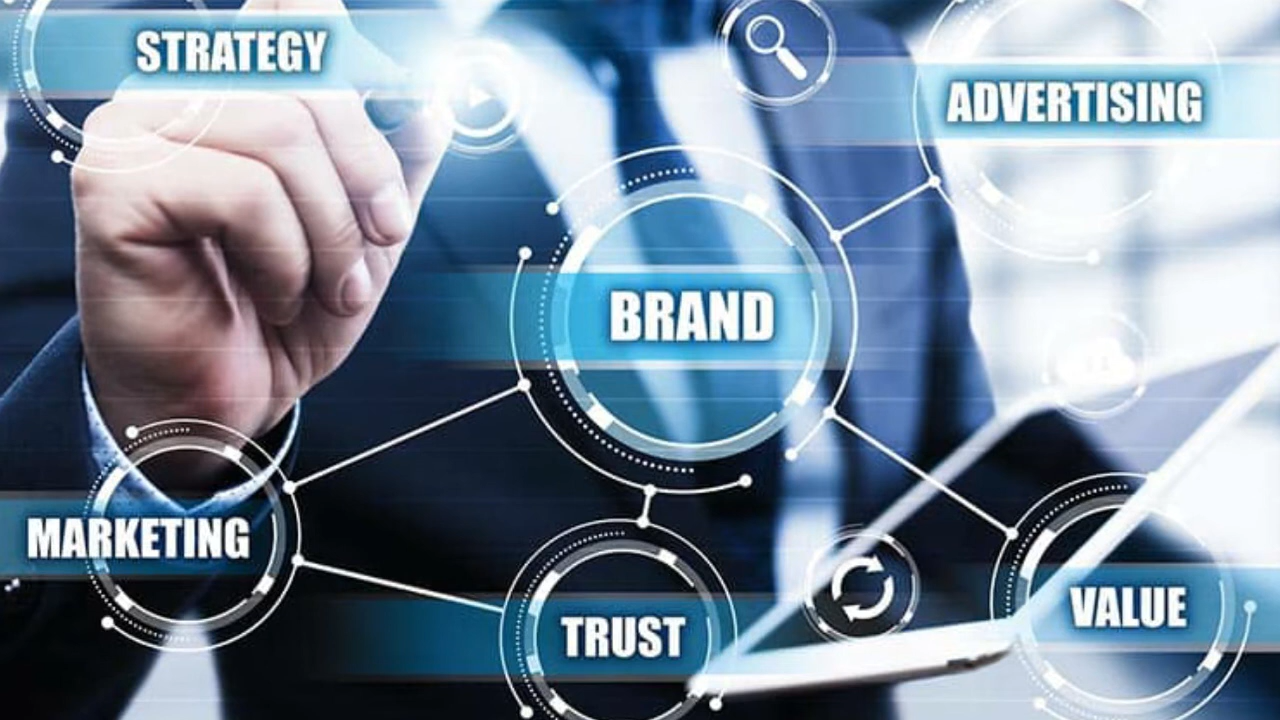 STRATEGY
ADVERTISING
BRAND
MARKETING
TRUST
VALUE